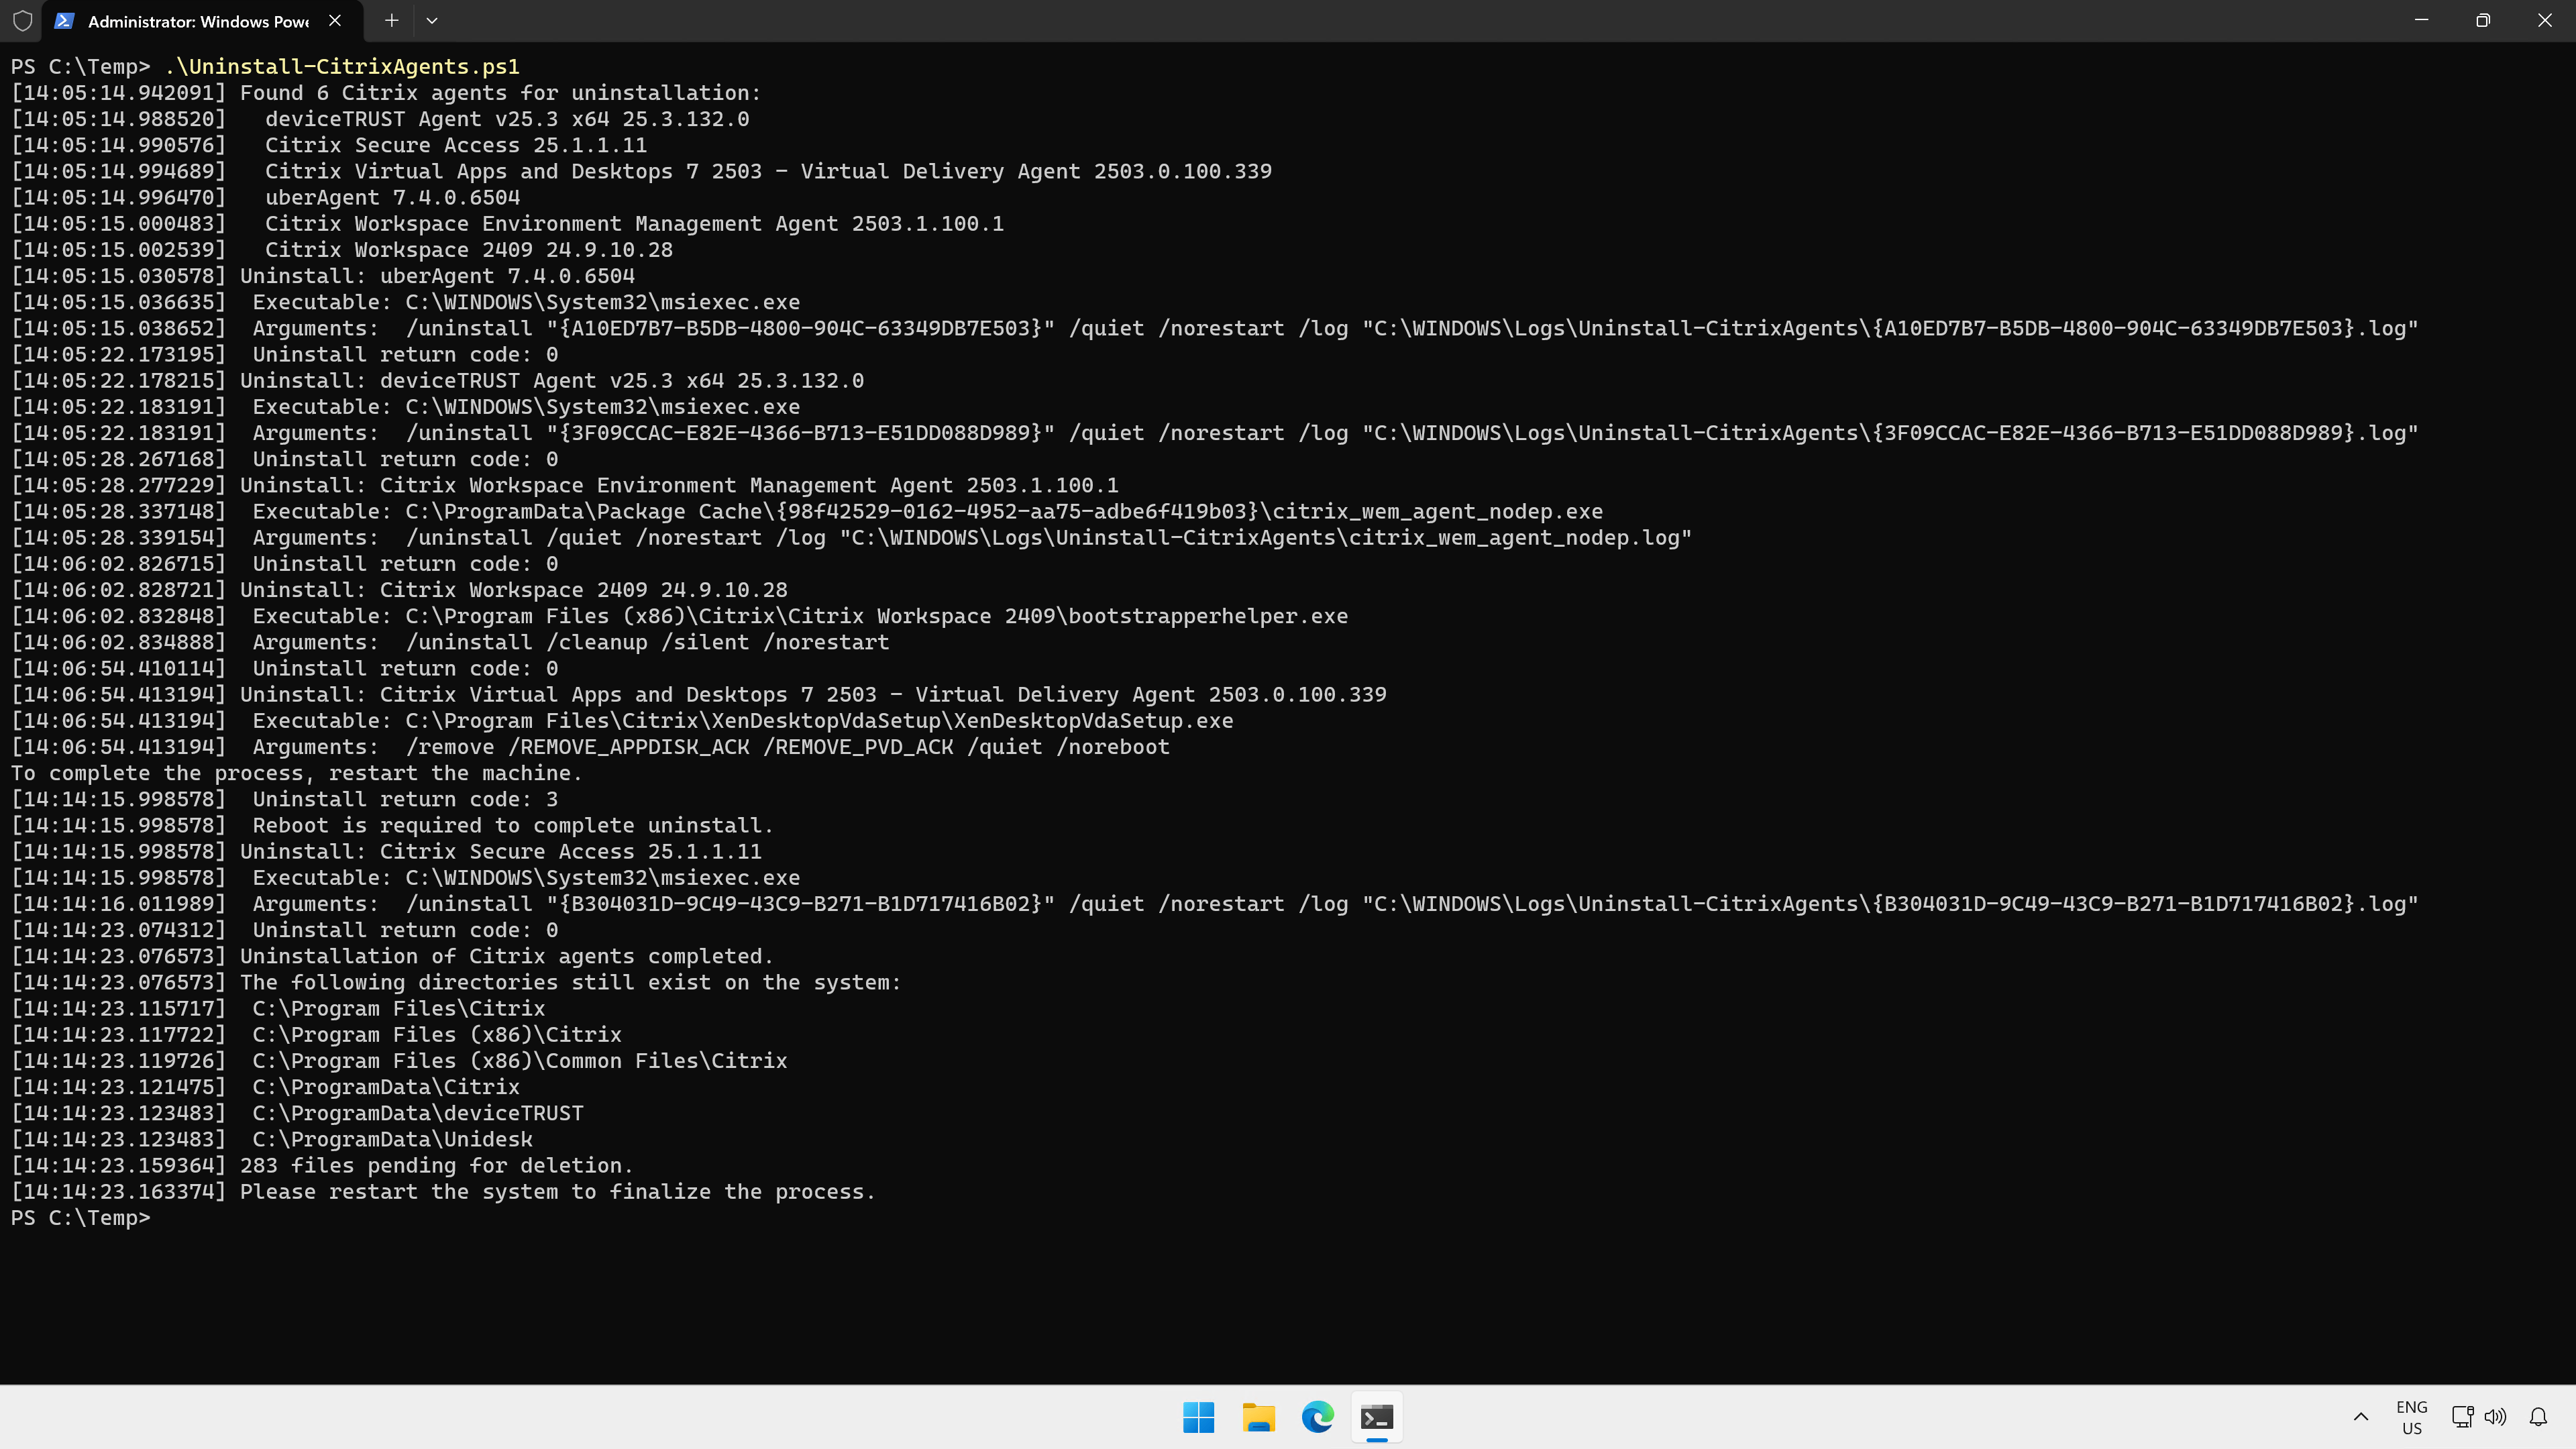 Administrator: Windows Powe
PS C:\Temp> .\Uninstall-CitrixAgents.ps1
[14:05:14.942091] Found 6 Citrix agents for uninstallation:
[14:05:14.988520]   deviceTRUST Agent v25.3 x64 25.3.132.0
[14:05:14.990576]   Citrix Secure Access 25.1.1.11
[14:05:14.994689]   Citrix Virtual Apps and Desktops 7 2503 - Virtual Delivery Agent 2503.0.100.339
[14:05:14.996470]   uberAgent 7.4.0.6504
[14:05:15.000483]   Citrix Workspace Environment Management Agent 2503.1.100.1
[14:05:15.002539]   Citrix Workspace 2409 24.9.10.28
[14:05:15.030578] Uninstall: uberAgent 7.4.0.6504
[14:05:15.036635]  Executable: C:\WINDOWS\System32\msiexec.exe
[14:05:15.038652]  Arguments:  /uninstall "{A10ED7B7-B5DB-4800-904C-63349DB7E503}" /quiet /norestart /log "C:\WINDOWS\Logs\Uninstall-CitrixAgents\{A10ED7B7-B5DB-4800-904C-63349DB7E503}.log"
[14:05:22.173195]  Uninstall return code: 0
[14:05:22.178215] Uninstall: deviceTRUST Agent v25.3 x64 25.3.132.0
[14:05:22.183191]  Executable: C:\WINDOWS\System32\msiexec.exe
[14:05:22.183191]  Arguments:  /uninstall "{3F09CCAC-E82E-4366-B713-E51DD088D989}" /quiet /norestart /log "C:\WINDOWS\Logs\Uninstall-CitrixAgents\{3F09CCAC-E82E-4366-B713-E51DD088D989}.log"
[14:05:28.267168]  Uninstall return code: 0
[14:05:28.277229] Uninstall: Citrix Workspace Environment Management Agent 2503.1.100.1
[14:05:28.337148]  Executable: C:\ProgramData\Package Cache\{98f42529-0162-4952-aa75-adbe6f419b03}\citrix_wem_agent_nodep.exe
[14:05:28.339154]  Arguments:  /uninstall /quiet /norestart /log "C:\WINDOWS\Logs\Uninstall-CitrixAgents\citrix_wem_agent_nodep.log"
[14:06:02.826715]  Uninstall return code: 0
[14:06:02.828721] Uninstall: Citrix Workspace 2409 24.9.10.28
[14:06:02.832848]  Executable: C:\Program Files (x86)\Citrix\Citrix Workspace 2409\bootstrapperhelper.exe
[14:06:02.834888]  Arguments:  /uninstall /cleanup /silent /norestart
[14:06:54.410114]  Uninstall return code: 0
[14:06:54.413194] Uninstall: Citrix Virtual Apps and Desktops 7 2503 - Virtual Delivery Agent 2503.0.100.339
[14:06:54.413194]  Executable: C:\Program Files\Citrix\XenDesktopVdaSetup\XenDesktopVdaSetup.exe
[14:06:54.413194]  Arguments:  /remove /REMOVE_APPDISK_ACK /REMOVE_PVD_ACK /quiet /noreboot
To complete the process, restart the machine.
[14:14:15.998578]  Uninstall return code: 3
[14:14:15.998578]  Reboot is required to complete uninstall.
[14:14:15.998578] Uninstall: Citrix Secure Access 25.1.1.11
[14:14:15.998578]  Executable: C:\WINDOWS\System32\msiexec.exe
[14:14:16.011989]  Arguments:  /uninstall "{B304031D-9C49-43C9-B271-B1D717416B02}" /quiet /norestart /log "C:\WINDOWS\Logs\Uninstall-CitrixAgents\{B304031D-9C49-43C9-B271-B1D717416B02}.log"
[14:14:23.074312]  Uninstall return code: 0
[14:14:23.076573] Uninstallation of Citrix agents completed.
[14:14:23.076573] The following directories still exist on the system:
[14:14:23.115717]  C:\Program Files\Citrix
[14:14:23.117722]  C:\Program Files (x86)\Citrix
[14:14:23.119726]  C:\Program Files (x86)\Common Files\Citrix
[14:14:23.121475]  C:\ProgramData\Citrix
[14:14:23.123483]  C:\ProgramData\deviceTRUST
[14:14:23.123483]  C:\ProgramData\Unidesk
[14:14:23.159364] 283 files pending for deletion.
[14:14:23.163374] Please restart the system to finalize the process.
PS C:\Temp>
ENG
US